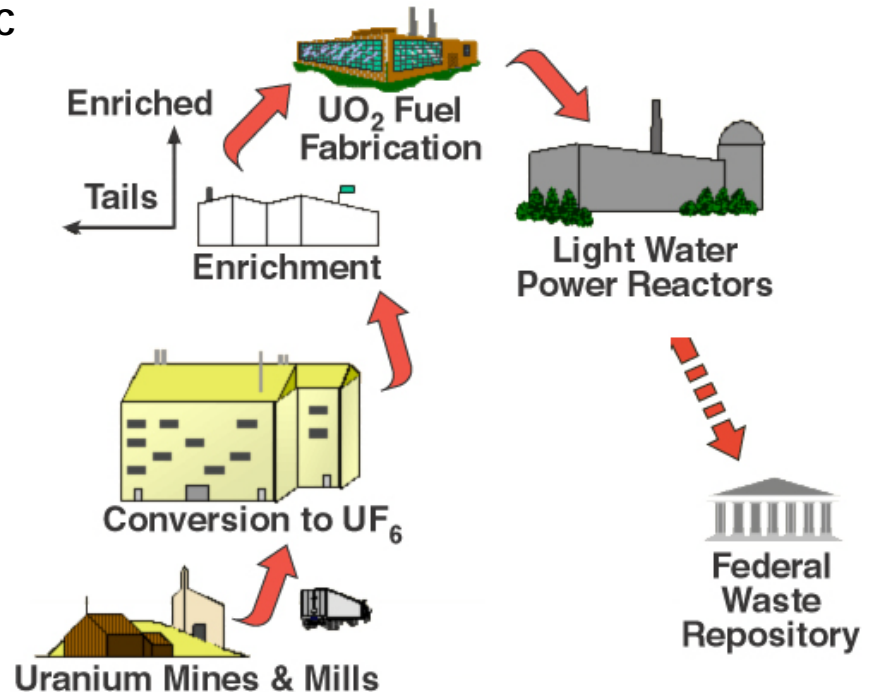 c
Enriched
Tails
UO₂ Fuel
Fabrication
Enrichment
Light Water
Power Reactors
Conversion to UF₆
Federal
Waste
Repository
Uranium Mines & Mills